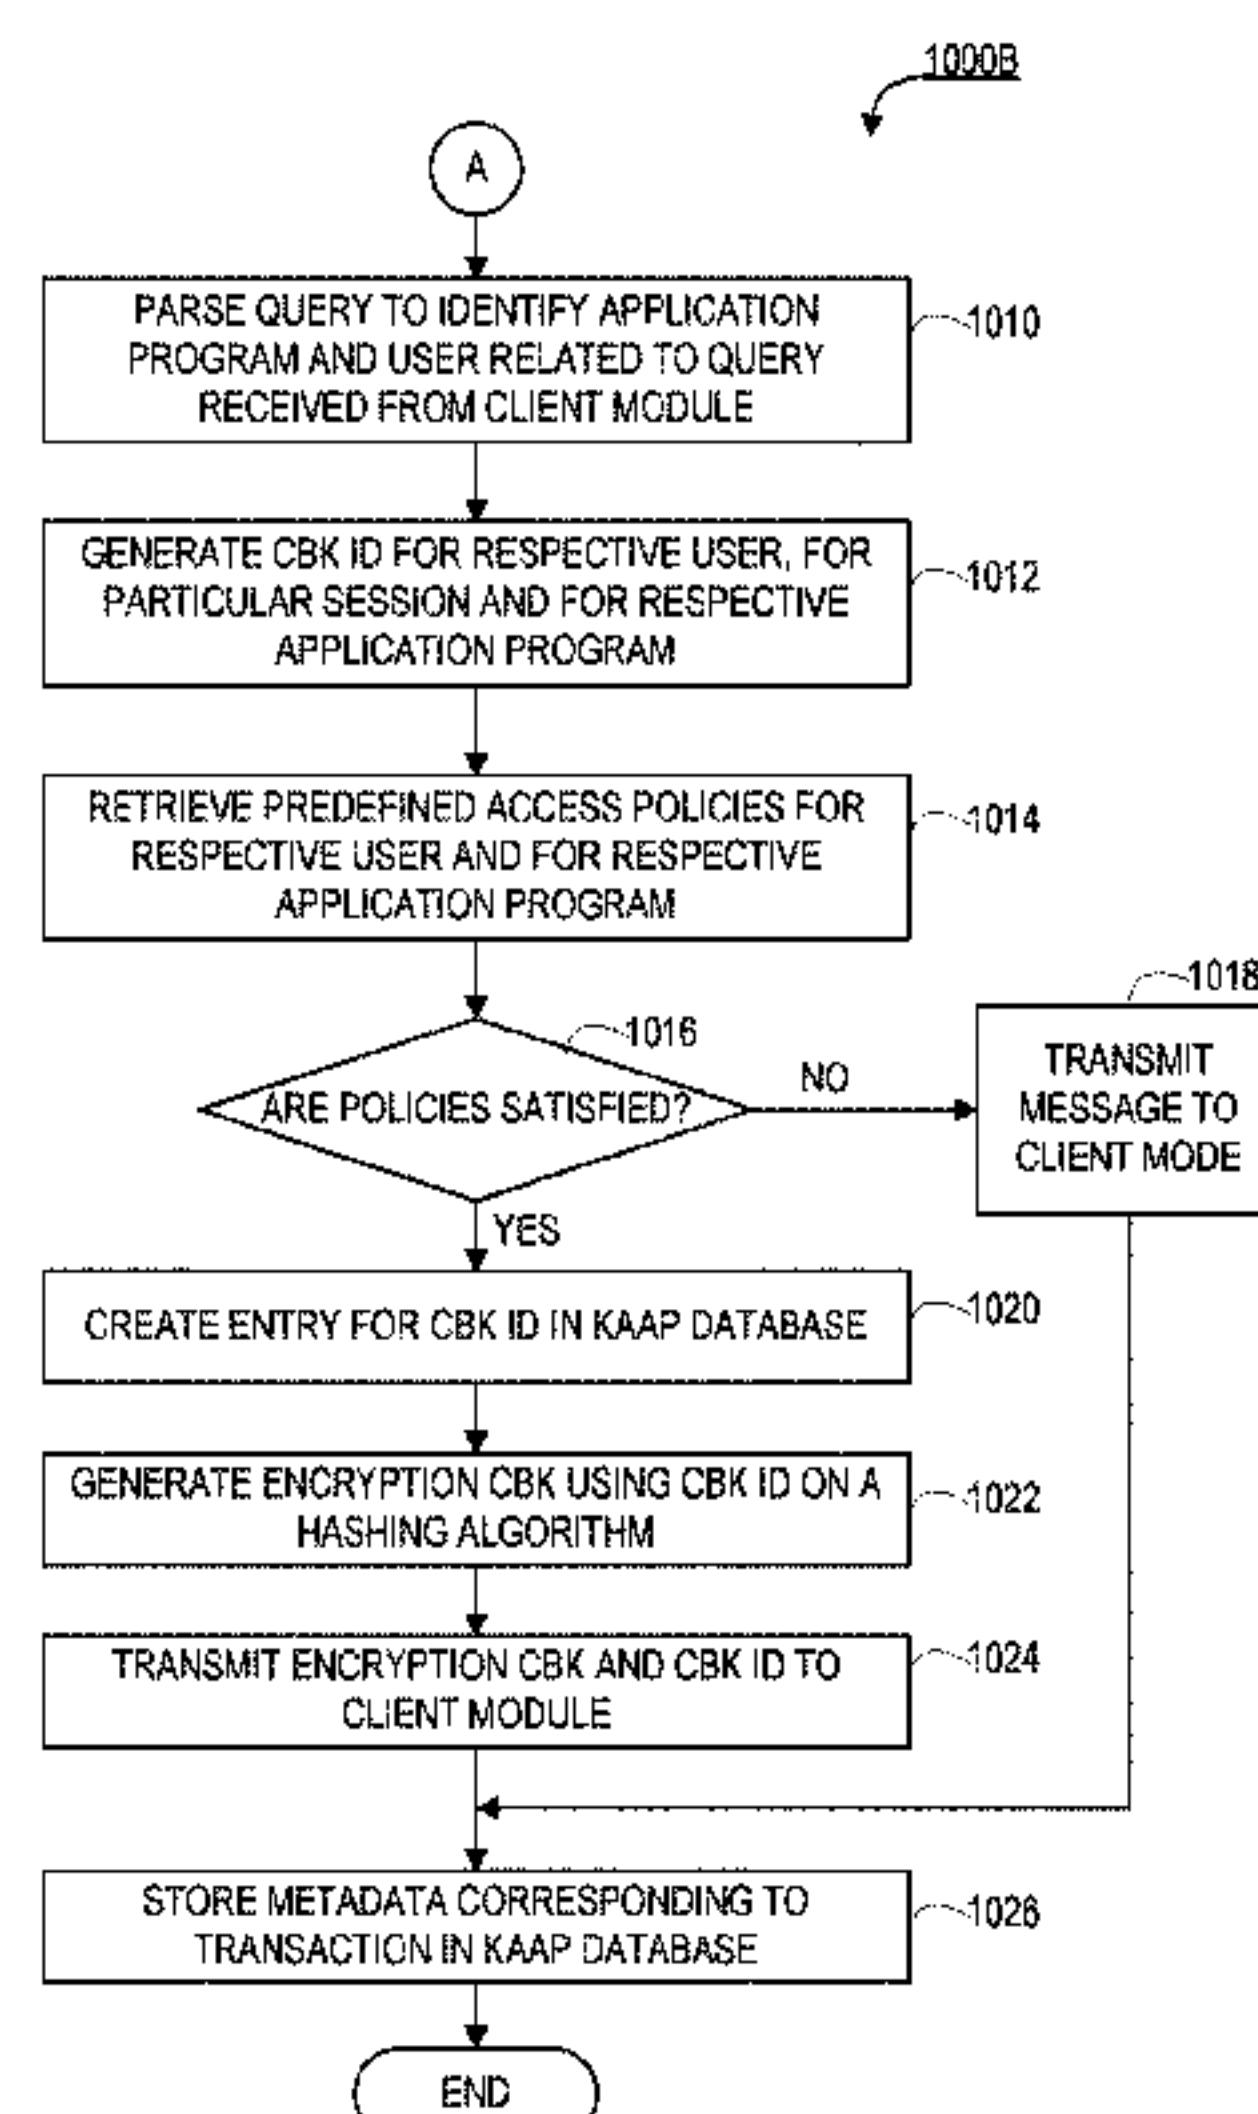 1000B
A
PARSE QUERY TO IDENTIFY APPLICATION
PROGRAM AND USER RELATED TO QUERY
RECEIVED FROM CLIENT MODULE
1010
GENERATE CBK ID FOR RESPECTIVE USER, FOR
PARTICULAR SESSION AND FOR RESPECTIVE
APPLICATION PROGRAM
1012
RETRIEVE PREDEFINED ACCESS POLICIES FOR
RESPECTIVE USER AND FOR RESPECTIVE
APPLICATION PROGRAM
1014
ARE POLICIES SATISFIED?
1016
NO
TRANSMIT
MESSAGE TO
CLIENT MODE
1018
YES
CREATE ENTRY FOR CBK ID IN KAAP DATABASE
1020
GENERATE ENCRYPTION CBK USING CBK ID ON A
HASHING ALGORITHM
1022
TRANSMIT ENCRYPTION CBK AND CBK ID TO
CLIENT MODULE
1024
STORE METADATA CORRESPONDING TO
TRANSACTION IN KAAP DATABASE
1026
END